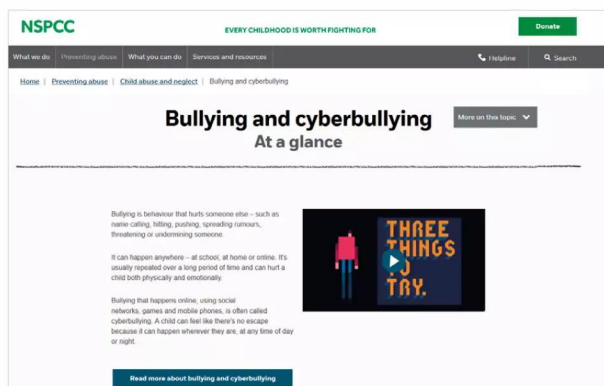 NSPCC
EVERY CHILDHOOD IS WORTH FIGHTING FOR
Donate
What we do Preventing abuse What you can do Services and resources Helpline Search
Home | Preventing abuse | Child abuse and neglect | Bullying and cyberbullying
Bullying and cyberbullying
More on this topic
At a glance
Bullying is behaviour that hurts someone else – such as
name calling, hitting, pushing, spreading rumours,
threatening or undermining someone.
It can happen anywhere – at school, at home or online. It's
usually repeated over a long period of time and can hurt a
child both physically and emotionally.
Bullying that happens online, using social
networks, games and mobile phones, is often called
cyberbullying. A child can feel like there's no escape
because it can happen wherever they are, at any time of day
or night.
THREE
THINGS
TO
TRY.
Read more about bullying and cyberbullying